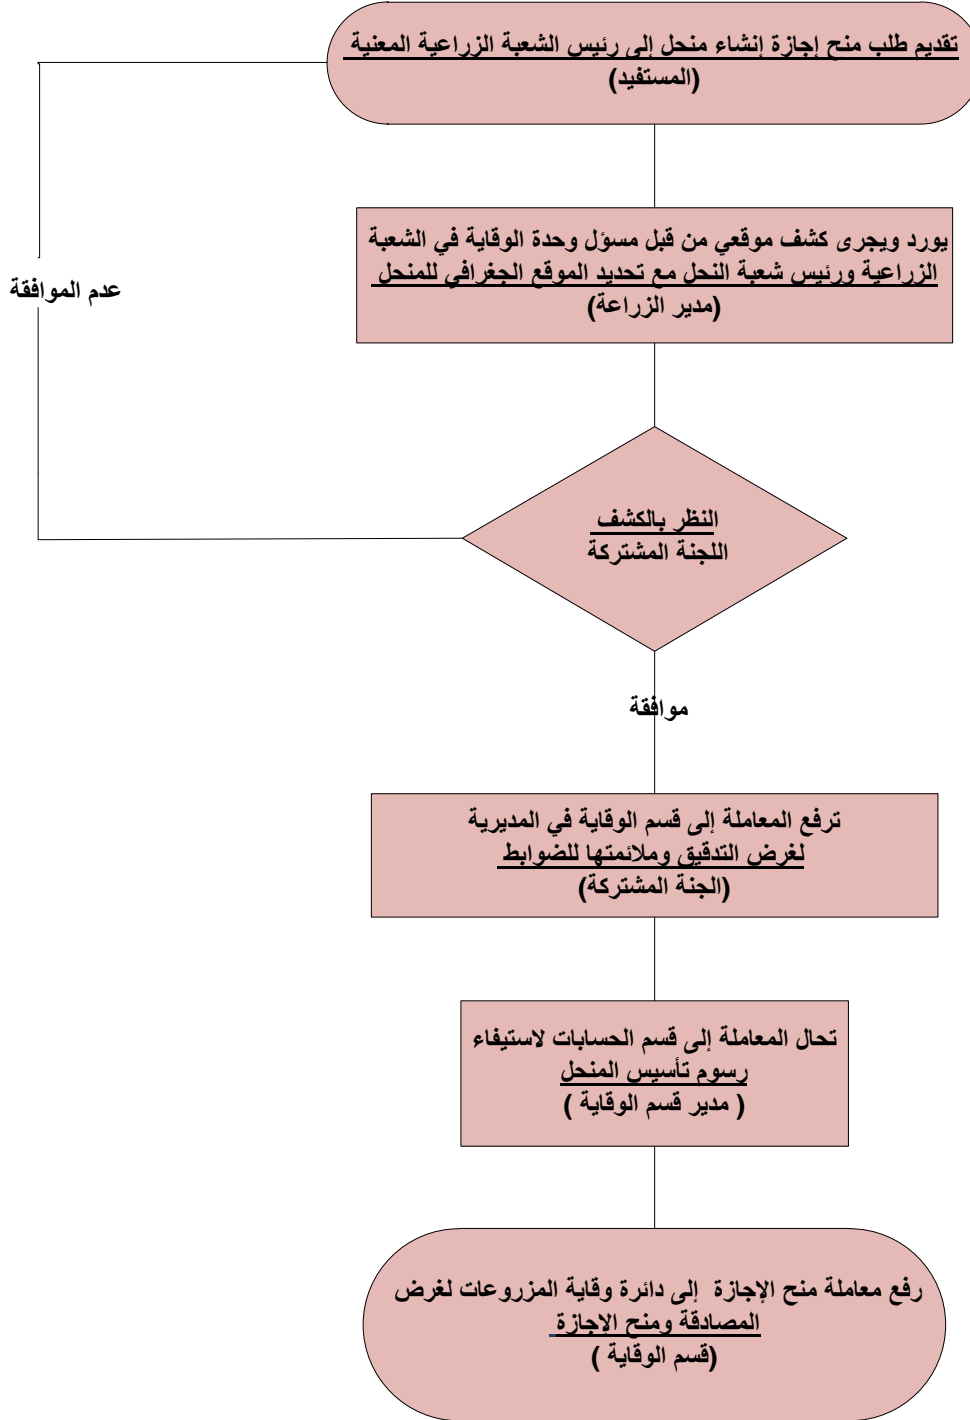 تقديم طلب منح إجازة إنشاء منحل إلى رئيس الشعبة الزراعية المعنية
(المستفيد)
يورد ويجرى كشف موقعي من قبل مسؤل وحدة الوقاية في الشعبة
الزراعية ورئيس شعبة النحل مع تحديد الموقع الجغرافي للمنحل
(مدير الزراعة)
عدم الموافقة
النظر بالكشف
اللجنة المشتركة
موافقة
ترفع المعاملة إلى قسم الوقاية في المديرية
لغرض التدقيق وملائمتها للضوابط
(الجنة المشتركة)
تحال المعاملة إلى قسم الحسابات لاستيفاء
رسوم تأسيس المنحل
( مدير قسم الوقاية )
رفع معاملة منح الإجازة إلى دائرة وقاية المزروعات لغرض
المصادقة ومنح الإجازة
(قسم الوقاية )